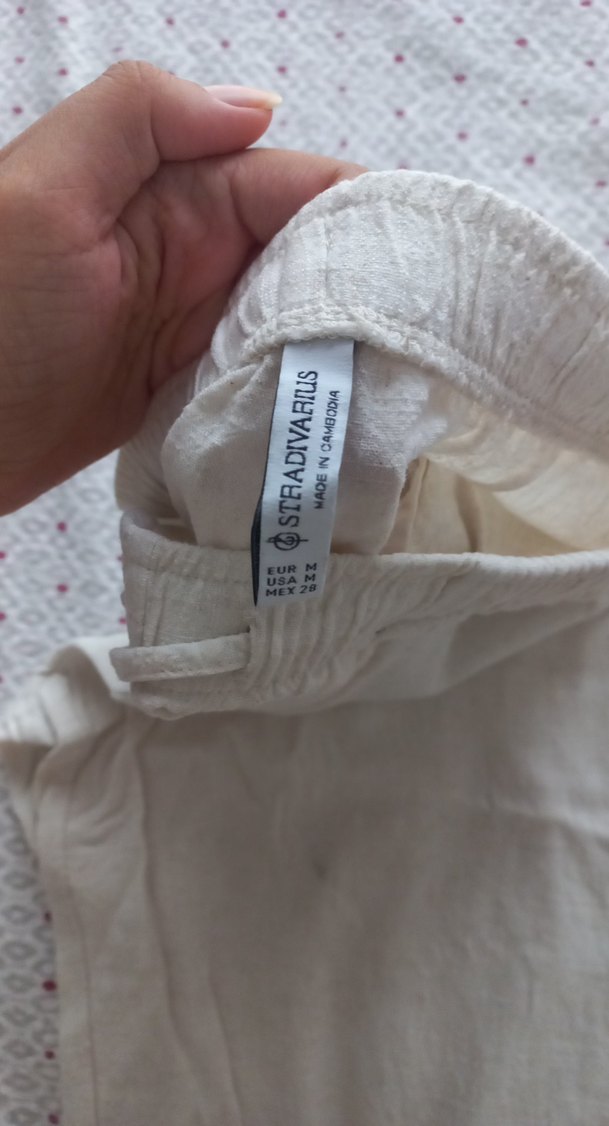 STRADIVARIUS
MADE IN CAMBODIA
EUR M
USA M
MEX 28